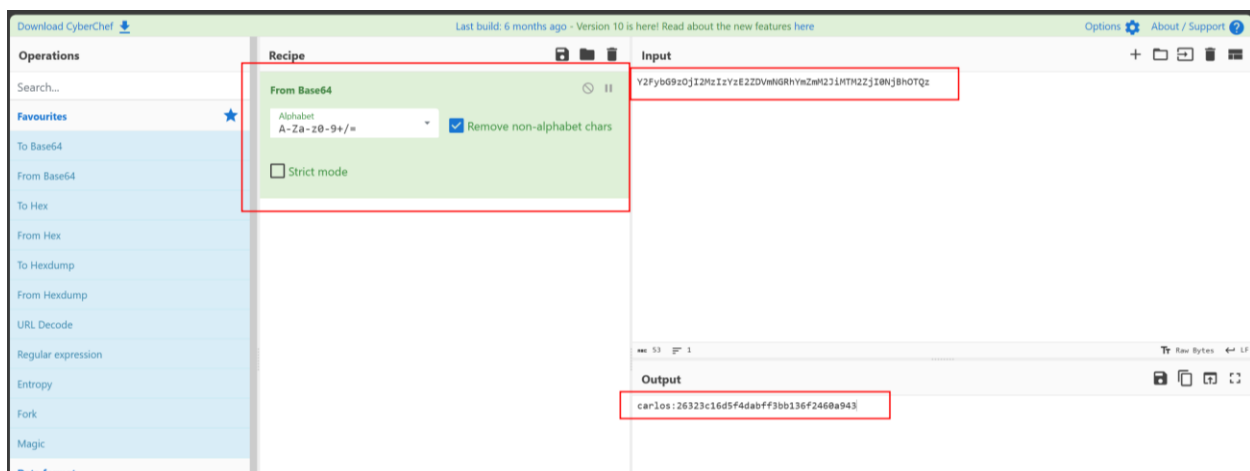 Download CyberChef
Last build: 6 months ago - Version 10 is here! Read about the new features here
Options
About / Support
Operations
Search...
Favourites
To Base64
From Base64
To Hex
From Hex
To Hexdump
From Hexdump
URL Decode
Regular expression
Entropy
Fork
Magic
Recipe
From Base64
Alphabet
A-Za-z0-9+/=
Remove non-alphabet chars
Strict mode
Input
Y2FybG9zOjI2MzIzYzE2ZDVmNGRhYmZmM2JiMTM2ZjI0NjBhOTQz
53 1
Raw Bytes LF
Output
carlos:26323c16d5f4dabff3bb136f2460a943